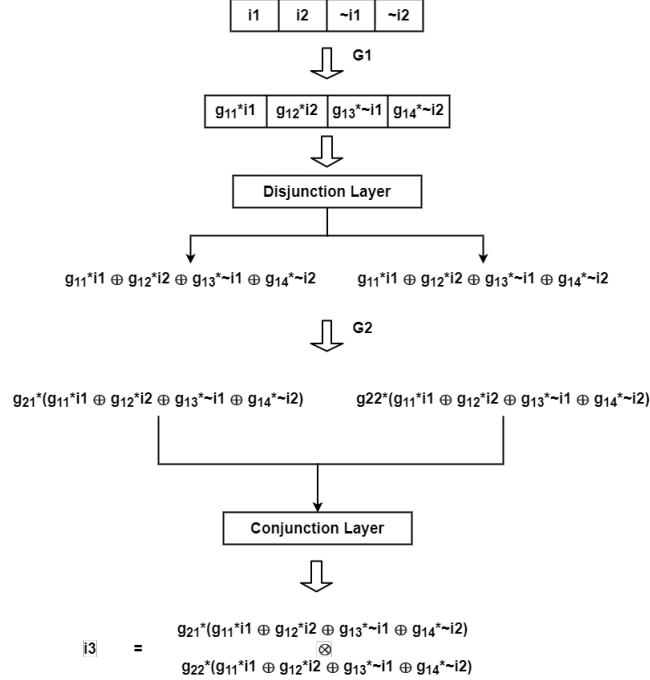 i1 i2 ~i1 ~i2
G1
g₁₁*i1 g₁₂*i2 g₁₃*~i1 g₁₄*~i2
Disjunction Layer
g₁₁*i1 ⊕ g₁₂*i2 ⊕ g₁₃*~i1 ⊕ g₁₄*~i2 g₁₁*i1 ⊕ g₁₂*i2 ⊕ g₁₃*~i1 ⊕ g₁₄*~i2
G2
g₂₁*(g₁₁*i1 ⊕ g₁₂*i2 ⊕ g₁₃*~i1 ⊕ g₁₄*~i2) g22*(g₁₁*i1 ⊕ g₁₂*i2 ⊕ g₁₃*~i1 ⊕ g₁₄*~i2)
Conjunction Layer
g₂₁*(g₁₁*i1 ⊕ g₁₂*i2 ⊕ g₁₃*~i1 ⊕ g₁₄*~i2)
i3 = ⊗
g₂₂*(g₁₁*i1 ⊕ g₁₂*i2 ⊕ g₁₃*~i1 ⊕ g₁₄*~i2)